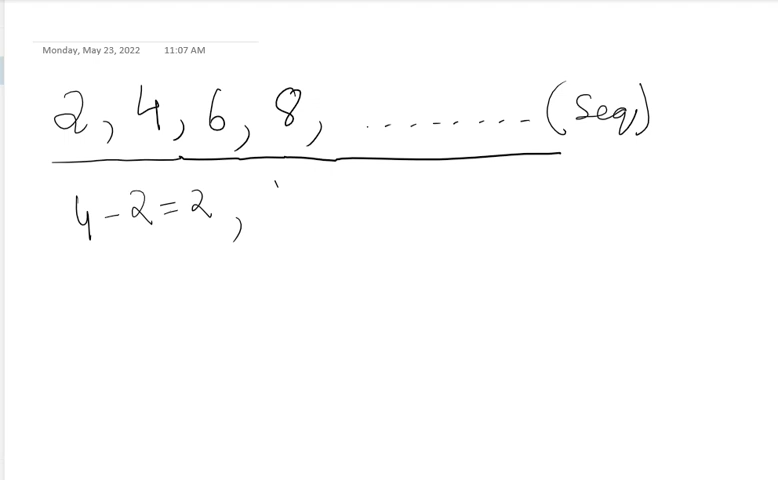 Monday, May 23, 2022 11:07 AM
2, 4, 6, 8, .......... (Seq)
4-2=2,